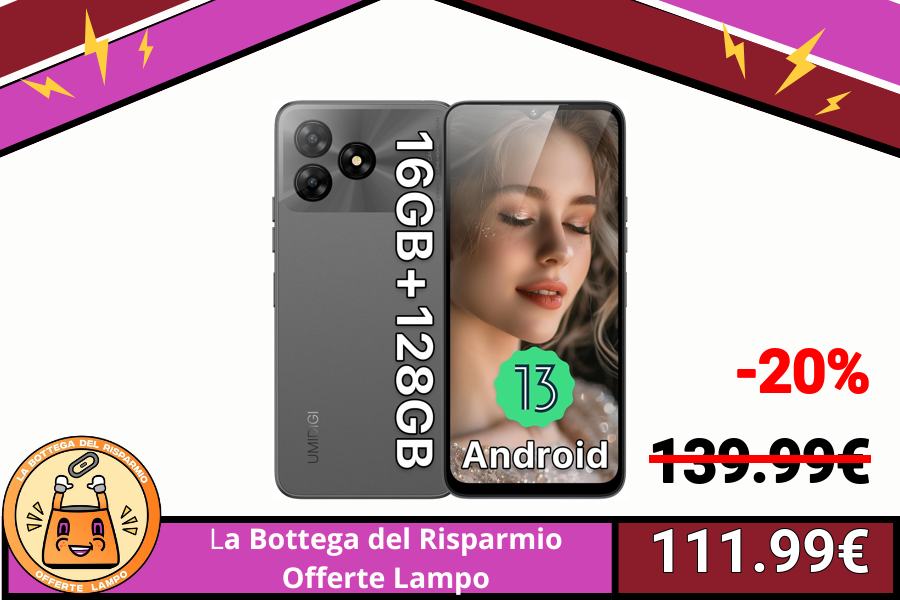 16GB+128GB
UMIDIGI
13
Android
-20%
139.99€
111.99€
LA BOTTEGA DEL RISPARMIO
OFFERTE LAMPO
La Bottega del Risparmio
Offerte Lampo